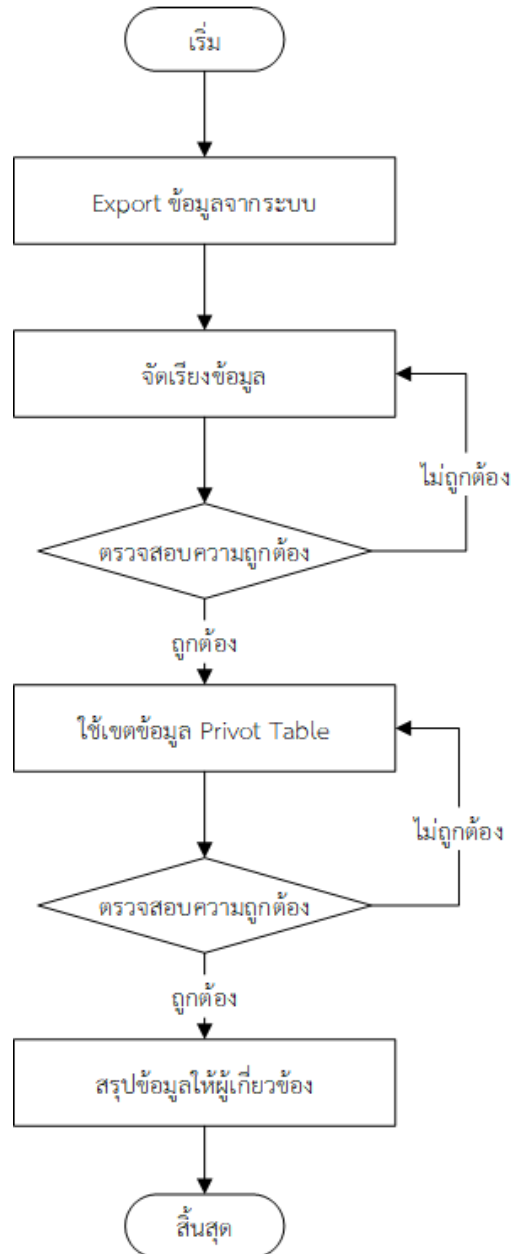 เริ่ม
Export ข้อมูลจากระบบ
จัดเรียงข้อมูล
ไม่ถูกต้อง
ตรวจสอบความถูกต้อง
ถูกต้อง
ใช้เขตข้อมูล Privot Table
ไม่ถูกต้อง
ตรวจสอบความถูกต้อง
ถูกต้อง
สรุปข้อมูลให้ผู้เกี่ยวข้อง
สิ้นสุด